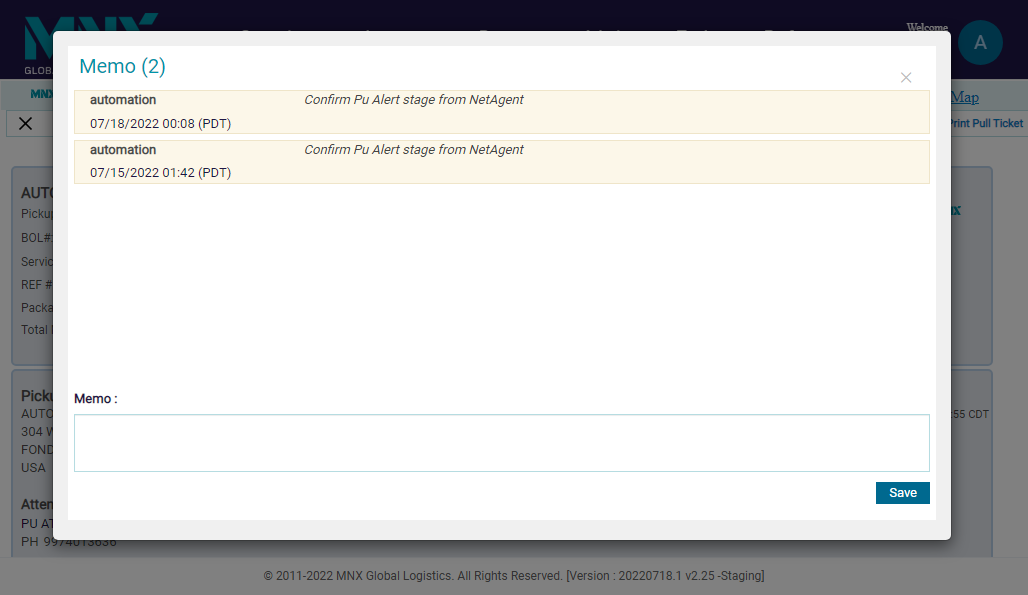 MNX
Welcome
A
GLOB
MNX
Map
Print Pull Ticket
Memo (2)
automation Confirm Pu Alert stage from NetAgent
07/18/2022 00:08 (PDT)
automation Confirm Pu Alert stage from NetAgent
07/15/2022 01:42 (PDT)
AUTO
Pickup
BOL#:
Servic
REF #
Packa
Total
Memo :
Save
Picku
AUTO
:55 CDT
304 W
FOND
USA
Atten
PU AT
PH 9974013636
© 2011-2022 MNX Global Logistics. All Rights Reserved. [Version : 20220718.1 v2.25 -Staging]